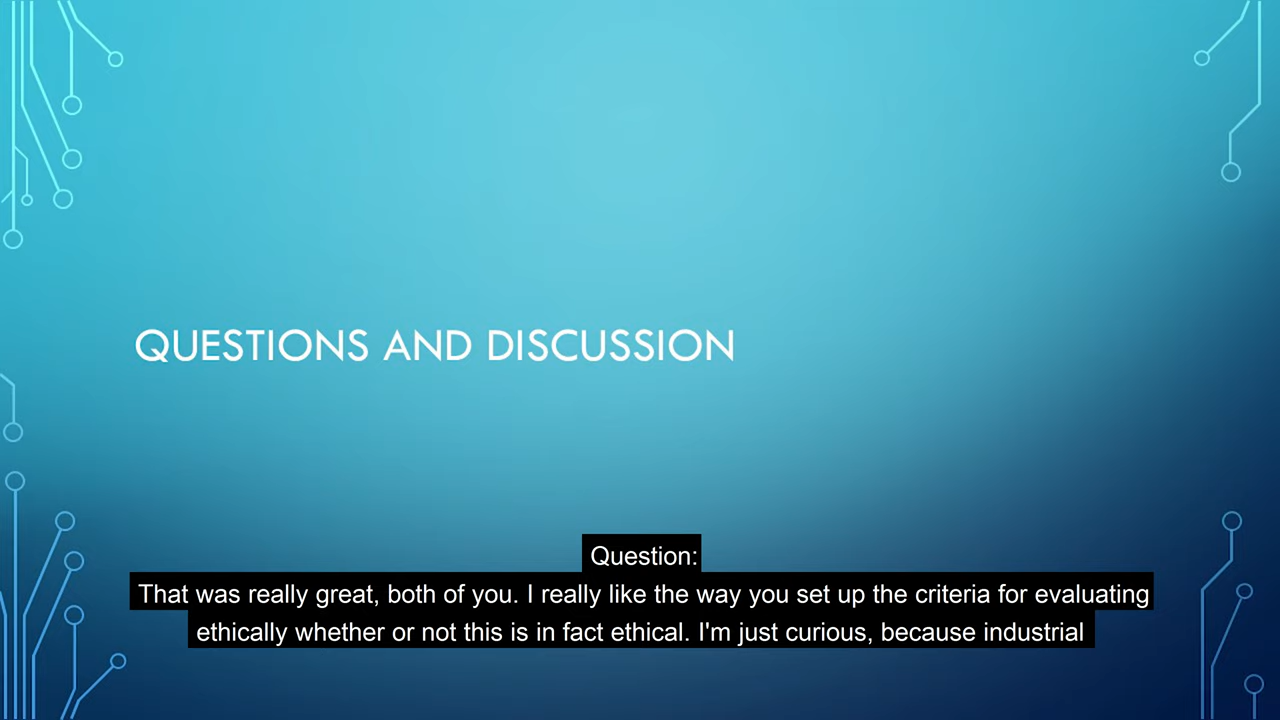 QUESTIONS AND DISCUSSION
Question:
That was really great, both of you. I really like the way you set up the criteria for evaluating
ethically whether or not this is in fact ethical. I'm just curious, because industrial